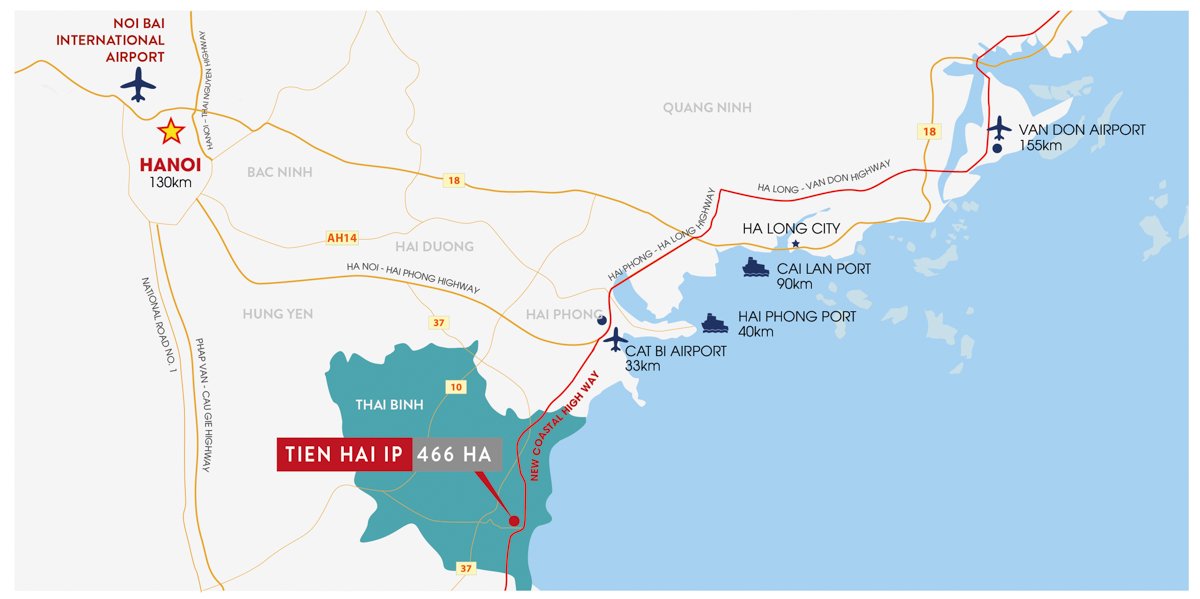 NOI BAI
INTERNATIONAL
AIRPORT
HANOI - THAI NGUYEN HIGHWAY
HANOI
130km
BAC NINH
QUANG NINH
18
18
VAN DON AIRPORT
155km
HA LONG - VAN DON HIGHWAY
HAI PHONG - HA LONG HIGHWAY
HA LONG CITY
AH14
HAI DUONG
HA NOI - HAI PHONG HIGHWAY
CAI LAN PORT
90km
HUNG YEN
HAI PHONG
HAI PHONG PORT
40km
37
CAT BI AIRPORT
33km
NATIONAL ROAD NO. 1
PHAP VAN - CAU GIE HIGHWAY
10
THAI BINH
NEW COASTAL HIGH WAY
TIEN HAI IP 466 HA
37